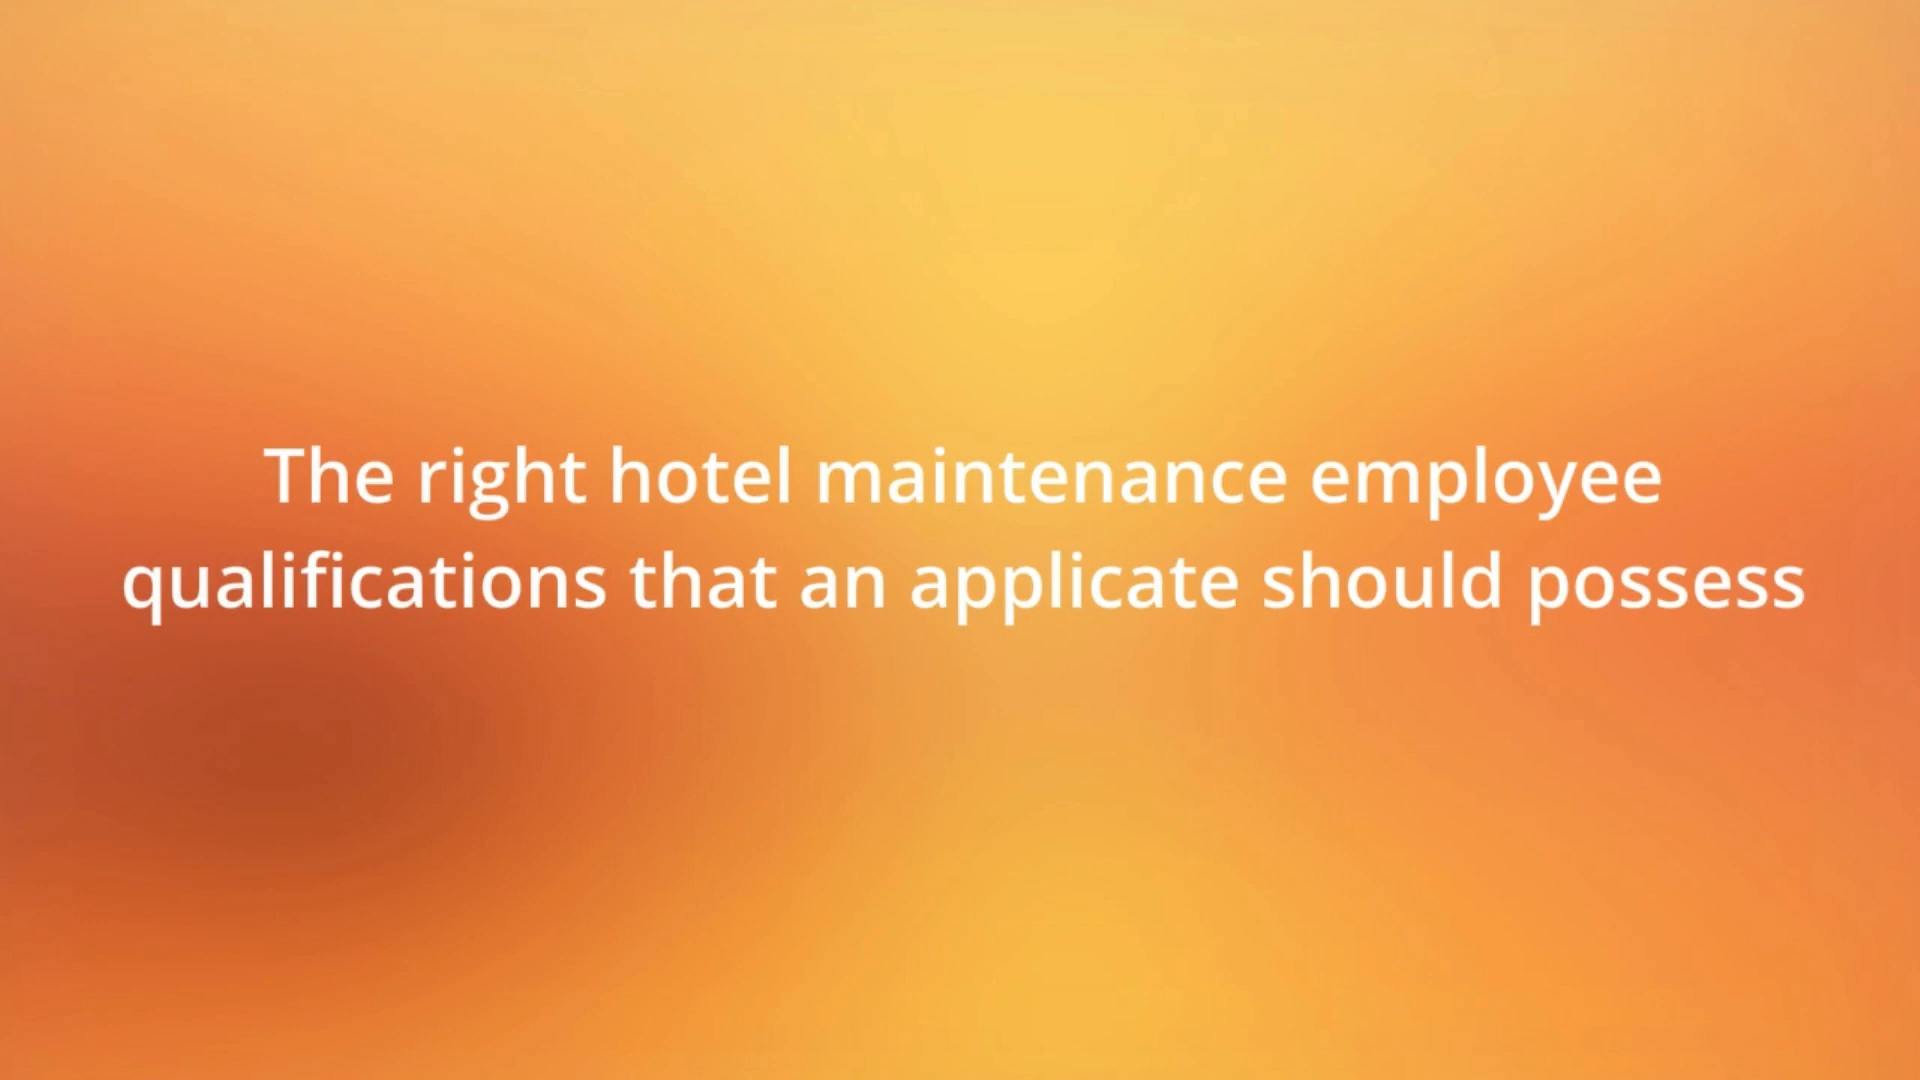 The right hotel maintenance employee
qualifications that an applicate should possess